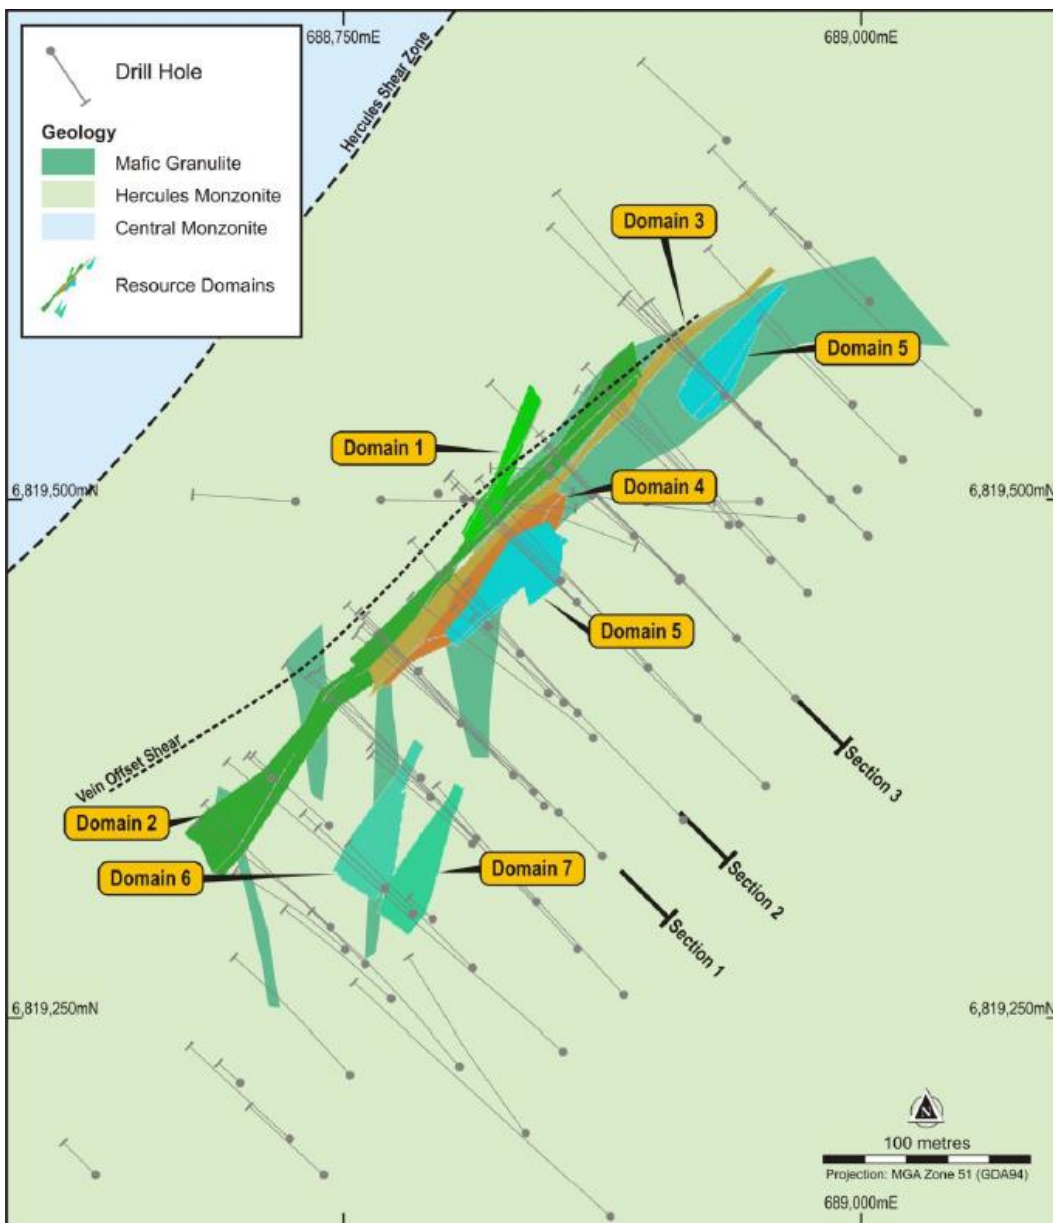 688,750mE
689,000mE
Drill Hole
Geology
Mafic Granulite
Hercules Monzonite
Central Monzonite
Resource Domains
Hercules Shear Zone
Domain 3
Domain 5
Domain 1
Domain 4
6,819,500mN
6,819,500mN
Domain 5
Vein Offset Shear
Section 3
Domain 2
Domain 6
Domain 7
Section 2
Section 1
6,819,250mN
6,819,250mN
N
100 metres
Projection: MGA Zone 51 (GDA94)
689,000mE